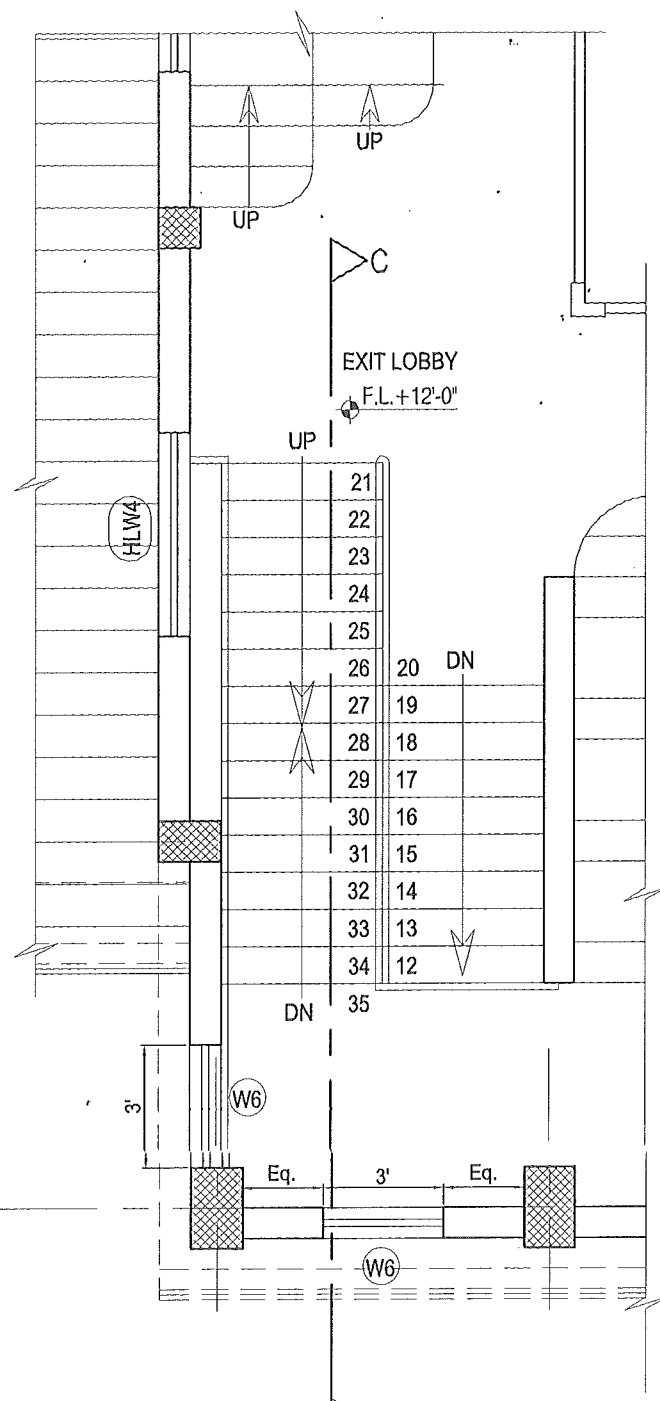 UP
UP
C
EXIT LOBBY
F.L.+12'-0"
UP
HLW4
21
22
23
24
25
26 20 DN
27 19
28 18
29 17
30 16
31 15
32 14
33 13
34 12
DN 35
3'
W6
Eq. 3' Eq.
W6